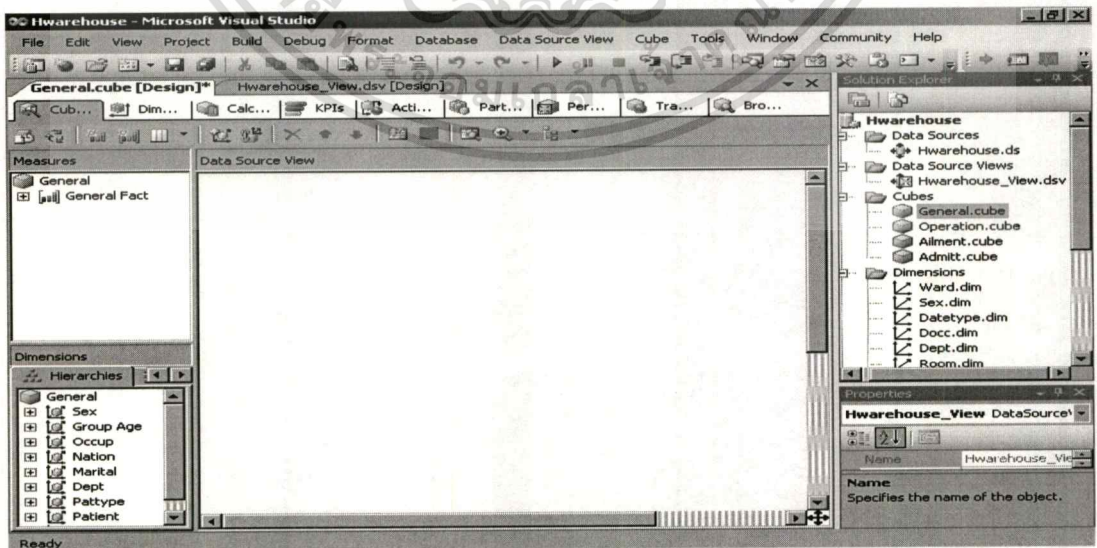 Hwarehouse - Microsoft Visual Studio
File Edit View Project Build Debug Format Database Data Source View Cube Tools Window Community Help
General.cube [Design]* Hwarehouse_View.dsv [Design]
Cub... Dim... Calc... KPIs Acti... Part... Per... Tra... Bro...
Measures
General
General Fact
Dimensions
Hierarchies
General
Sex
Group Age
Occup
Nation
Marital
Dept
Pattype
Patient
Data Source View
Solution Explorer
Hwarehouse
Data Sources
Hwarehouse.ds
Data Source Views
Hwarehouse_View.dsv
Cubes
General.cube
Operation.cube
Ailment.cube
Admitt.cube
Dimensions
Ward.dim
Sex.dim
Datetype.dim
Docc.dim
Dept.dim
Room.dim
Properties
Hwarehouse_View DataSourceV
Name Hwarehouse_Vie
Name
Specifies the name of the object.
Ready